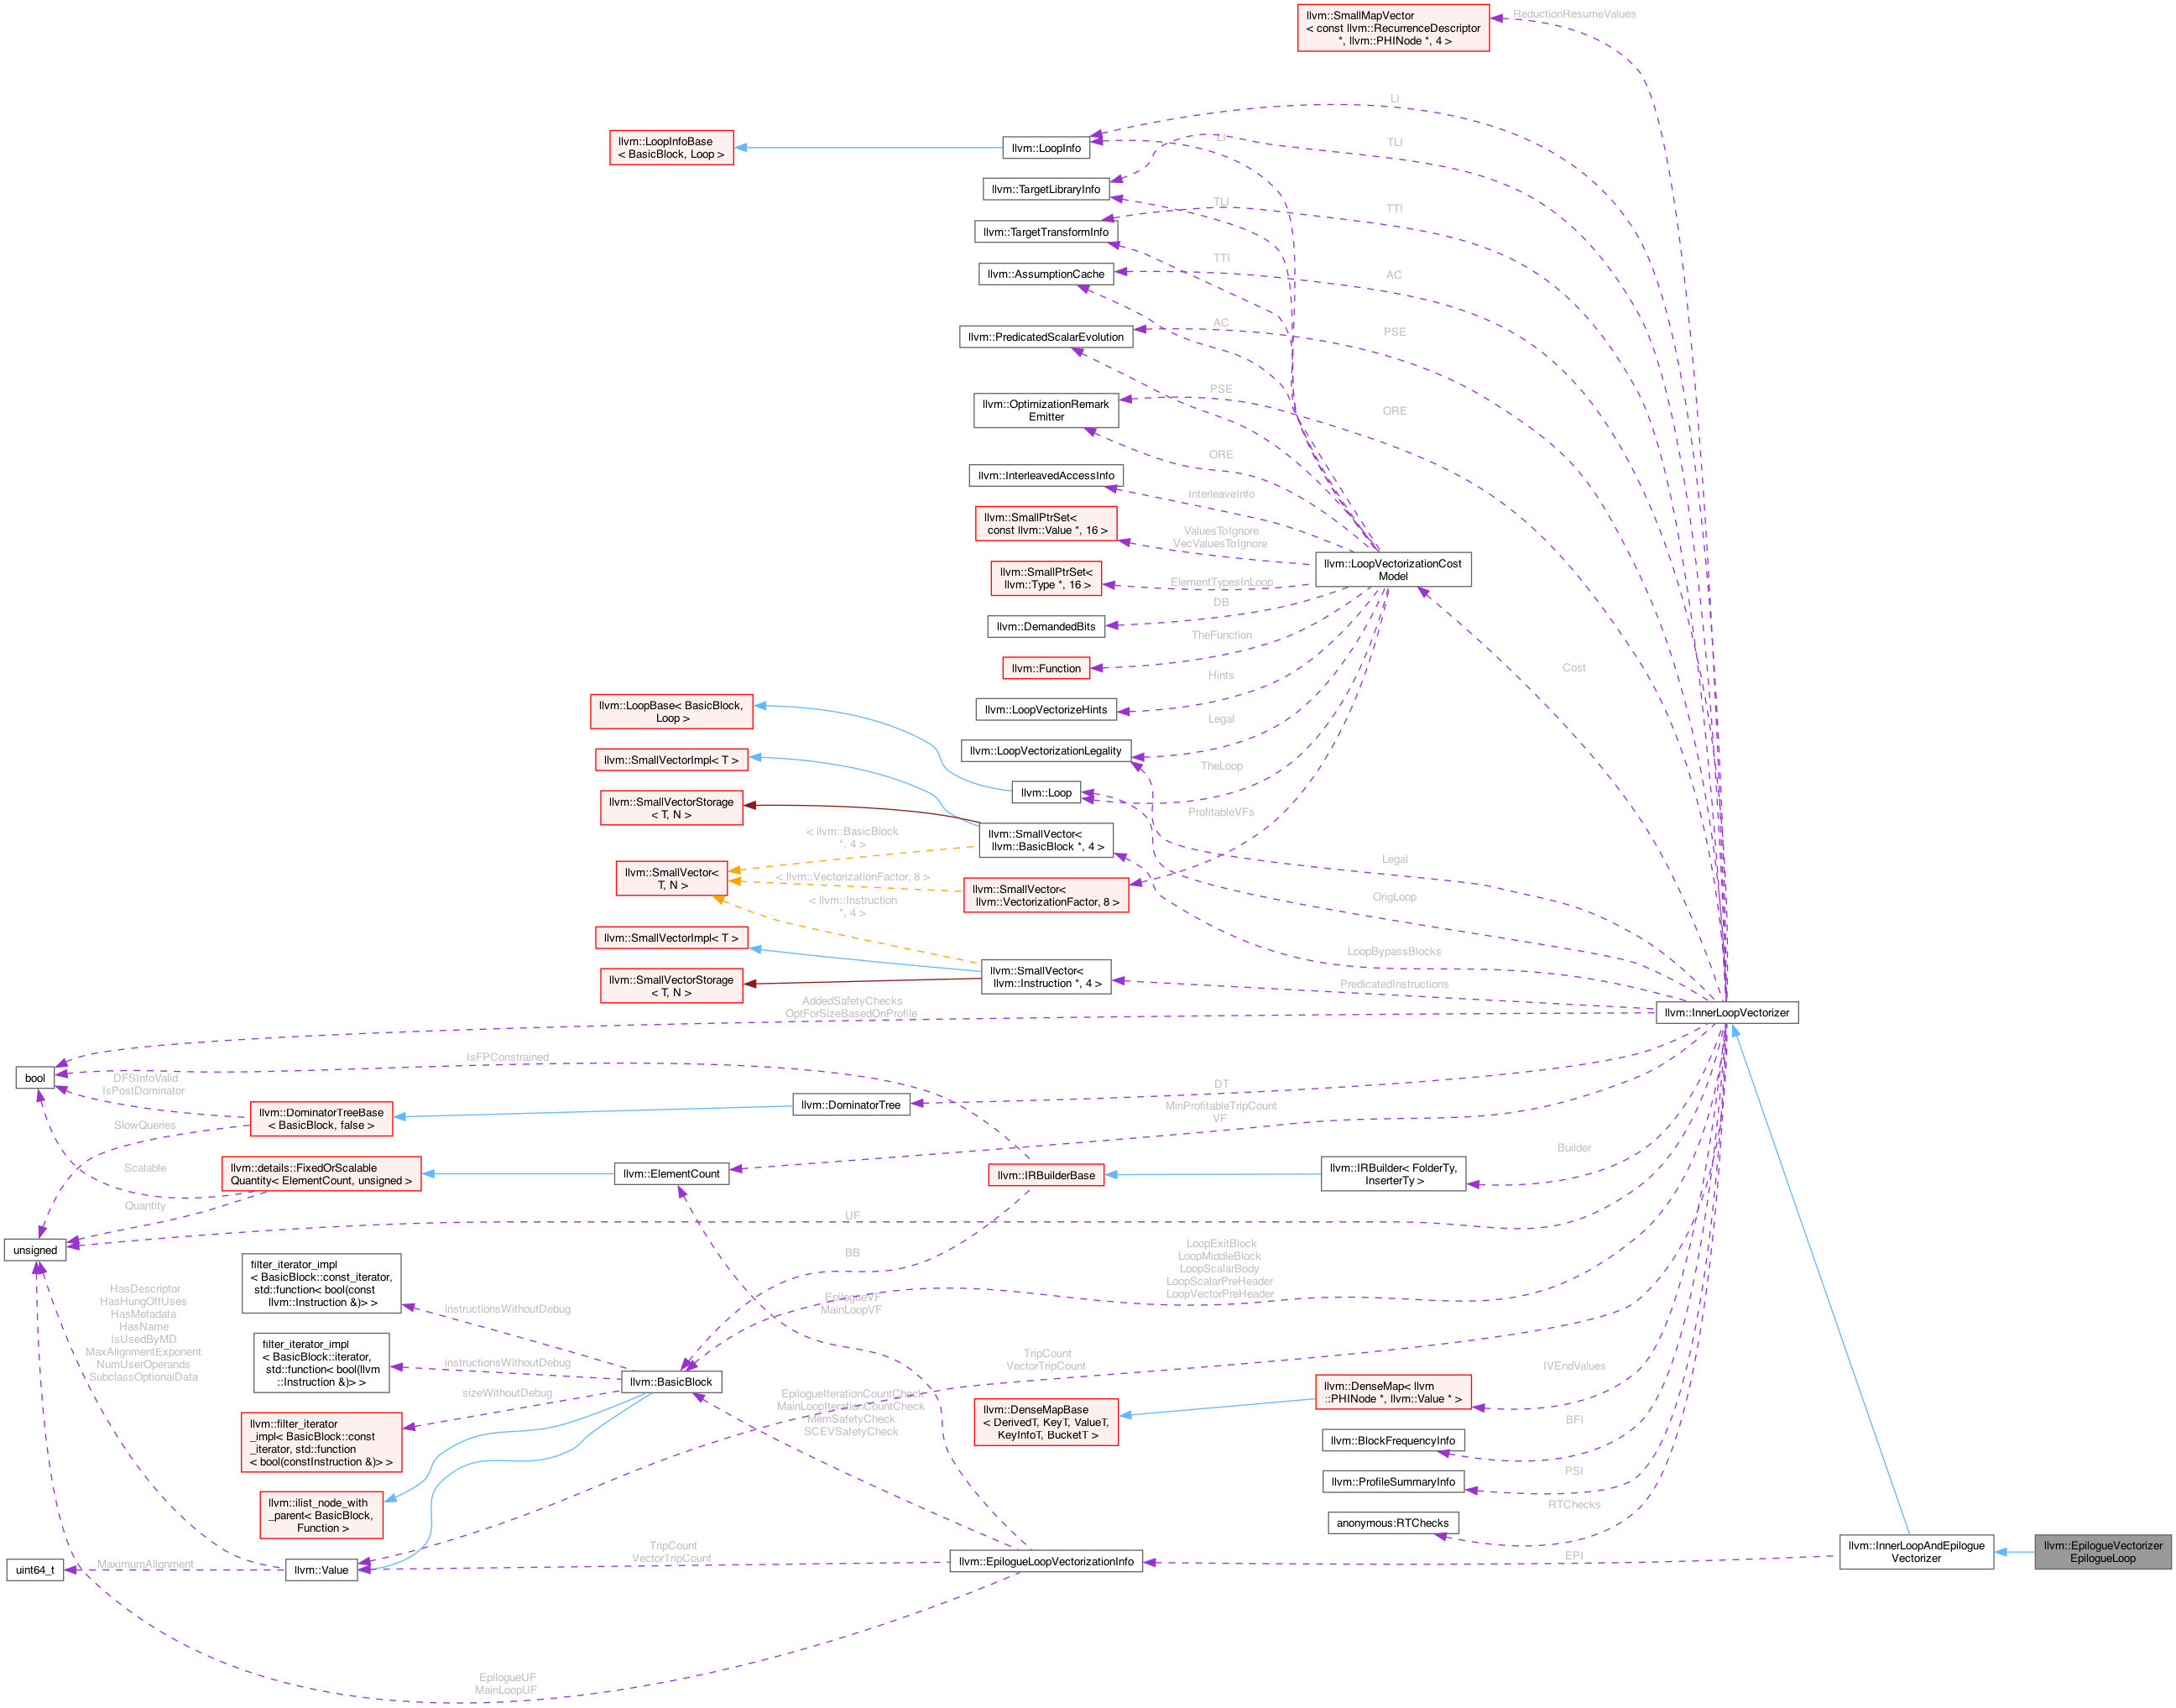 llvm::SmallMapVector
< const llvm::RecurrenceDescriptor
*, llvm::PHINode *, 4 >
ReductionResumeValues
LI
llvm::LoopInfoBase
< BasicBlock, Loop >
llvm::LoopInfo
LI
TLI
llvm::TargetLibraryInfo
TLI
TTI
llvm::TargetTransformInfo
TTI
AC
llvm::AssumptionCache
AC
PSE
llvm::PredicatedScalarEvolution
PSE
ORE
llvm::OptimizationRemark
Emitter
ORE
llvm::InterleavedAccessInfo
InterleaveInfo
llvm::SmallPtrSet<
const llvm::Value *, 16 >
ValuesToIgnore
VecValuesToIgnore
llvm::LoopVectorizationCost
Model
llvm::SmallPtrSet<
llvm::Type *, 16 >
ElementTypesInLoop
DB
llvm::DemandedBits
TheFunction
llvm::Function
Cost
Hints
llvm::LoopVectorizeHints
llvm::LoopBase< BasicBlock,
Loop >
Legal
llvm::LoopVectorizationLegality
llvm::SmallVectorImpl< T >
TheLoop
llvm::Loop
llvm::SmallVectorStorage
< T, N >
ProfitableVFs
< llvm::BasicBlock
*, 4 >
llvm::SmallVector<
llvm::BasicBlock *, 4 >
Legal
llvm::SmallVector<
T, N >
< llvm::VectorizationFactor, 8 >
llvm::SmallVector<
llvm::VectorizationFactor, 8 >
OrigLoop
< llvm::Instruction
*, 4 >
llvm::SmallVectorImpl< T >
LoopBypassBlocks
llvm::SmallVectorStorage
< T, N >
llvm::SmallVector<
llvm::Instruction *, 4 >
PredicatedInstructions
AddedSafetyChecks
OptForSizeBasedOnProfile
llvm::InnerLoopVectorizer
IsFPConstrained
bool
DFSInfoValid
IsPostDominator
DT
llvm::DominatorTreeBase
< BasicBlock, false >
llvm::DominatorTree
MinProfitableTripCount
VF
SlowQueries
Builder
Scalable
llvm::details::FixedOrScalable
Quantity< ElementCount, unsigned >
llvm::ElementCount
llvm::IRBuilderBase
llvm::IRBuilder< FolderTy,
InserterTy >
Quantity
UF
unsigned
BB
LoopExitBlock
LoopMiddleBlock
LoopScalarBody
LoopScalarPreHeader
LoopVectorPreHeader
filter_iterator_impl
< BasicBlock::const_iterator,
std::function< bool(const
llvm::Instruction &)> >
HasDescriptor
HasHungOffUses
HasMetadata
HasName
IsUsedByMD
MaxAlignmentExponent
NumUserOperands
SubclassOptionalData
instructionsWithoutDebug
EpilogueVF
MainLoopVF
filter_iterator_impl
< BasicBlock::iterator,
std::function< bool(llvm
::Instruction &)> >
instructionsWithoutDebug
TripCount
VectorTripCount
IVEndValues
llvm::BasicBlock
sizeWithoutDebug
EpilogueIterationCountCheck
MainLoopIterationCountCheck
MemSafetyCheck
SCEVSafetyCheck
llvm::DenseMapBase
< DerivedT, KeyT, ValueT,
KeyInfoT, BucketT >
llvm::DenseMap< llvm
::PHINode *, llvm::Value * >
BFI
llvm::filter_iterator
_impl< BasicBlock::const
_iterator, std::function
< bool(constInstruction &)> >
llvm::BlockFrequencyInfo
PSI
llvm::ProfileSummaryInfo
llvm::ilist_node_with
_parent< BasicBlock,
Function >
RTChecks
anonymous:RTChecks
uint64_t
MaximumAlignment
llvm::Value
TripCount
VectorTripCount
llvm::EpilogueLoopVectorizationInfo
EPI
llvm::InnerLoopAndEpilogue
Vectorizer
llvm::EpilogueVectorizer
EpilogueLoop
EpilogueUF
MainLoopUF